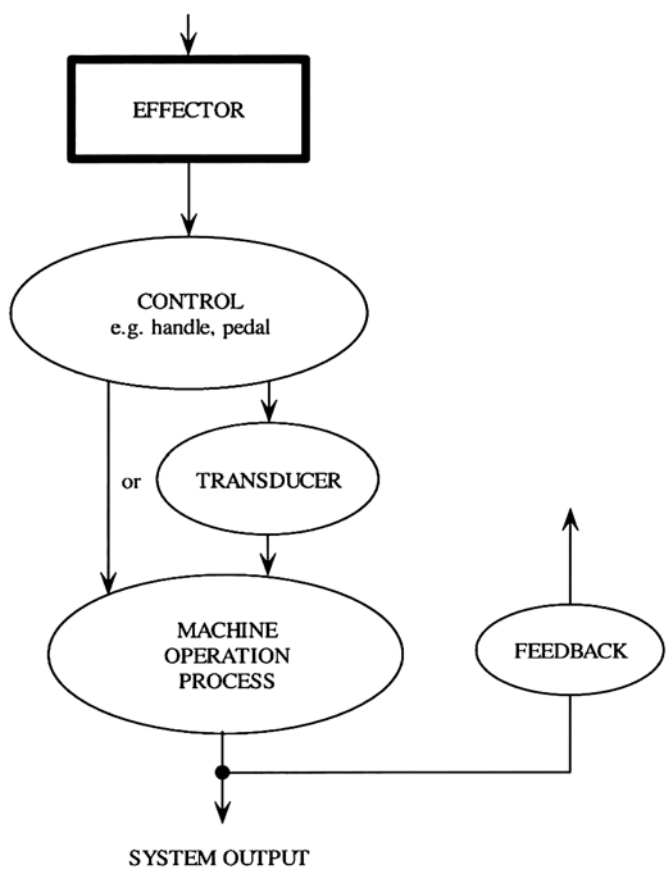 EFFECTOR
CONTROL
e.g. handle, pedal
or
TRANSDUCER
MACHINE
OPERATION
PROCESS
FEEDBACK
SYSTEM OUTPUT